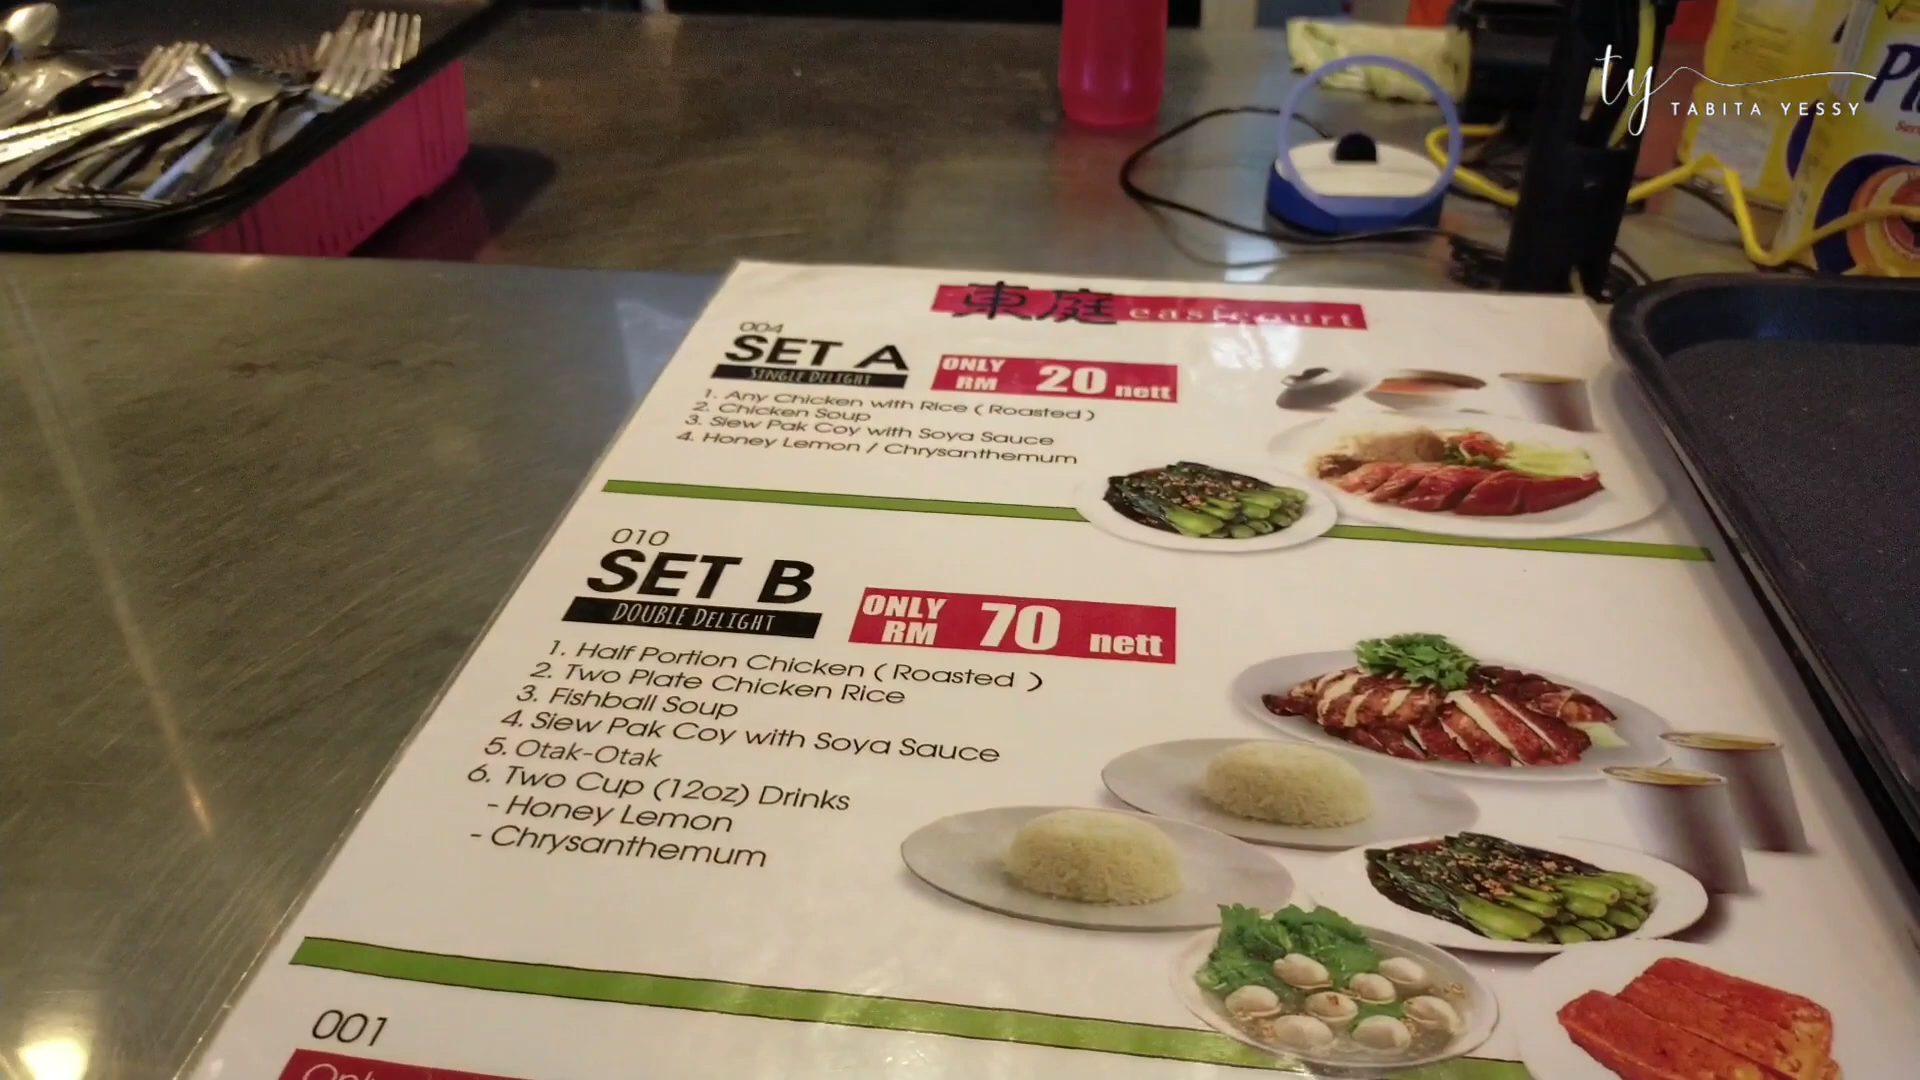 ty
TABITA YESSY
東庭 eastcourt
004
SET A
SINGLE DELIGHT
ONLY RM 20 nett
1. Any Chicken with Rice ( Roasted )
2. Chicken Soup
3. Siew Pak Coy with Soya Sauce
4. Honey Lemon / Chrysanthemum
010
SET B
DOUBLE DELIGHT
ONLY RM 70 nett
1. Half Portion Chicken ( Roasted )
2. Two Plate Chicken Rice
3. Fishball Soup
4. Siew Pak Coy with Soya Sauce
5. Otak-Otak
6. Two Cup (12oz) Drinks
- Honey Lemon
- Chrysanthemum
001